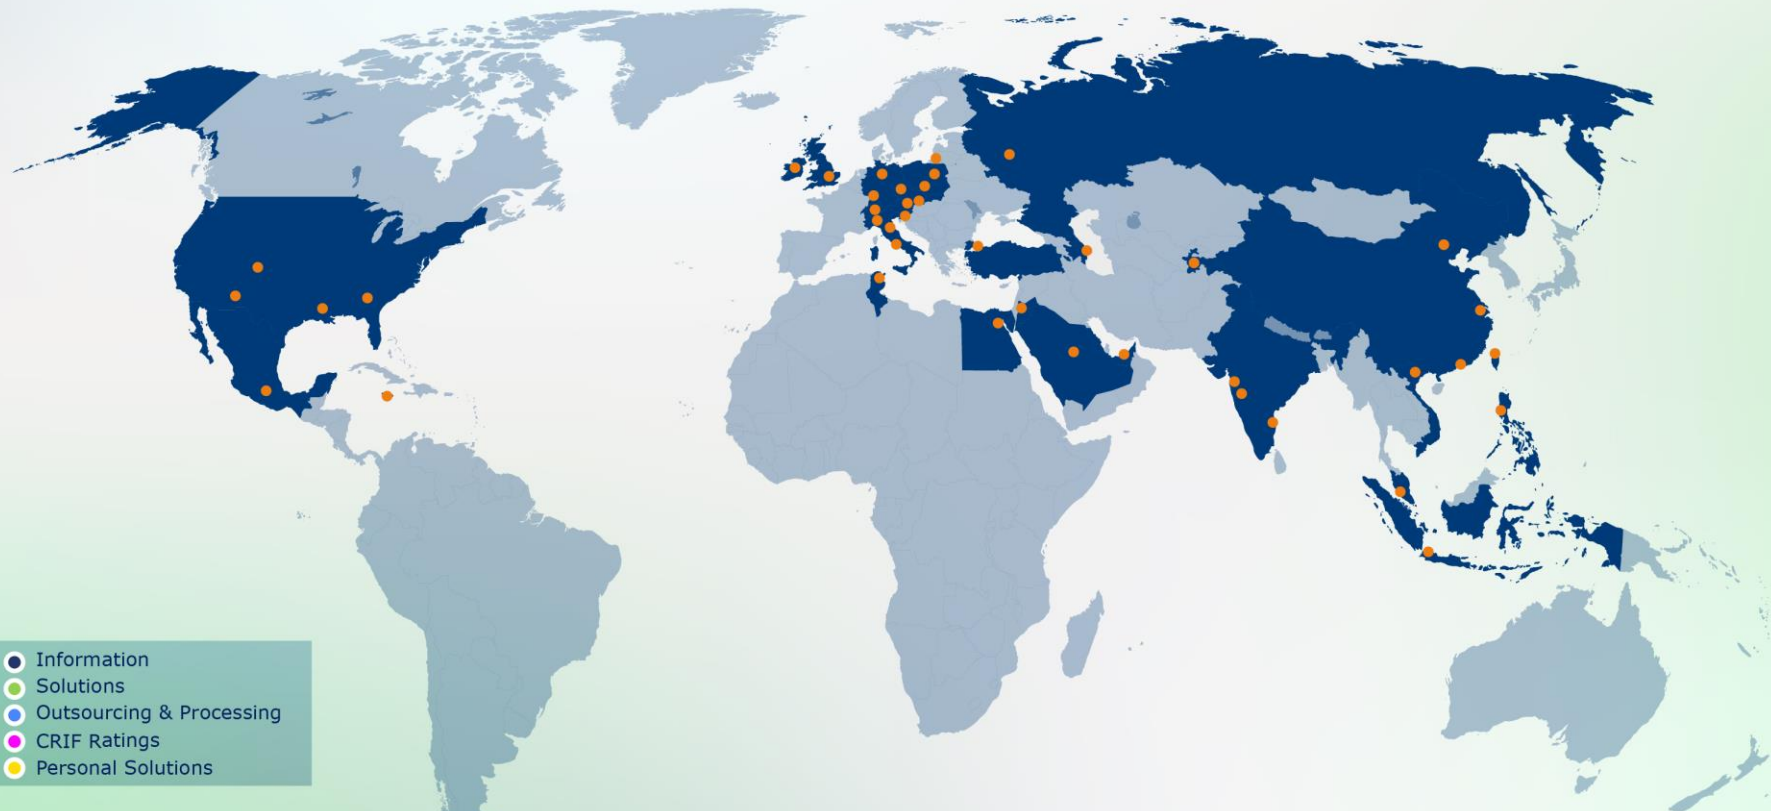 Information
Solutions
Outsourcing & Processing
CRIF Ratings
Personal Solutions